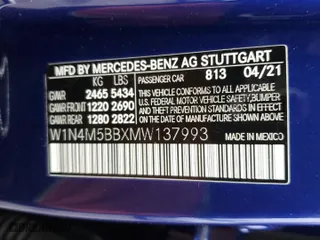 MFD BY MERCEDES-BENZ AG STUTTGART
KG LBS PASSENGER CAR 813 04/21
GVWR 2465 5434
GAWR FRONT 1220 2690
GAWR REAR 1280 2822
THIS VEHICLE CONFORMS TO ALL APPLICABLE
U.S. FEDERAL MOTOR VEHICLE SAFETY, BUMPER,
AND THEFT PREVENTION STANDARDS IN EFFECT
ON THE DATE OF MANUFACTURE SHOWN ABOVE
W1N4M5BBXMW137993
MADE IN MEXICO